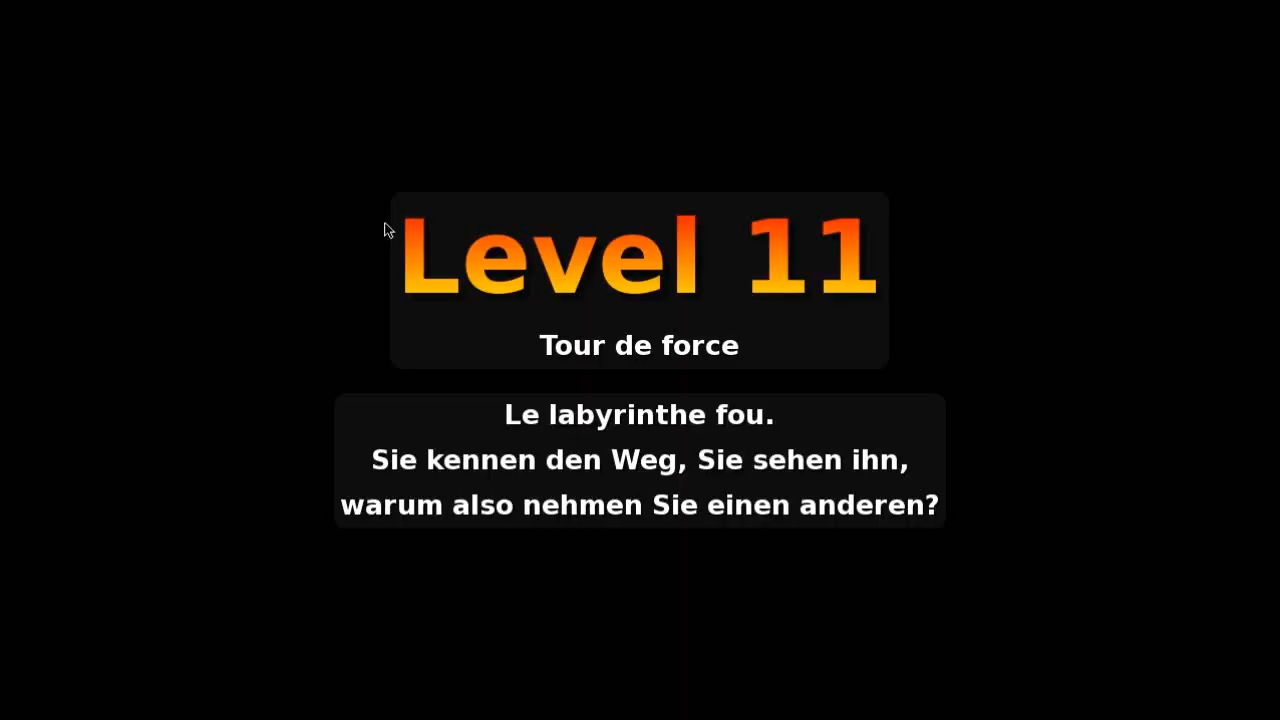 Level 11
Tour de force
Le labyrinthe fou.
Sie kennen den Weg, Sie sehen ihn,
warum also nehmen Sie einen anderen?